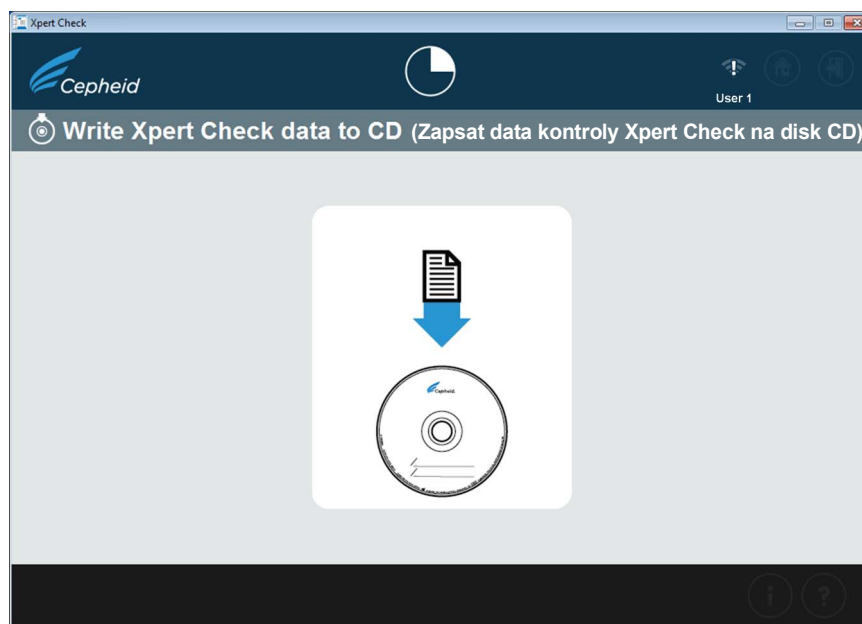 Xpert Check
Cepheid
User 1
Write Xpert Check data to CD (Zapsat data kontroly Xpert Check na disk CD)
Cepheid